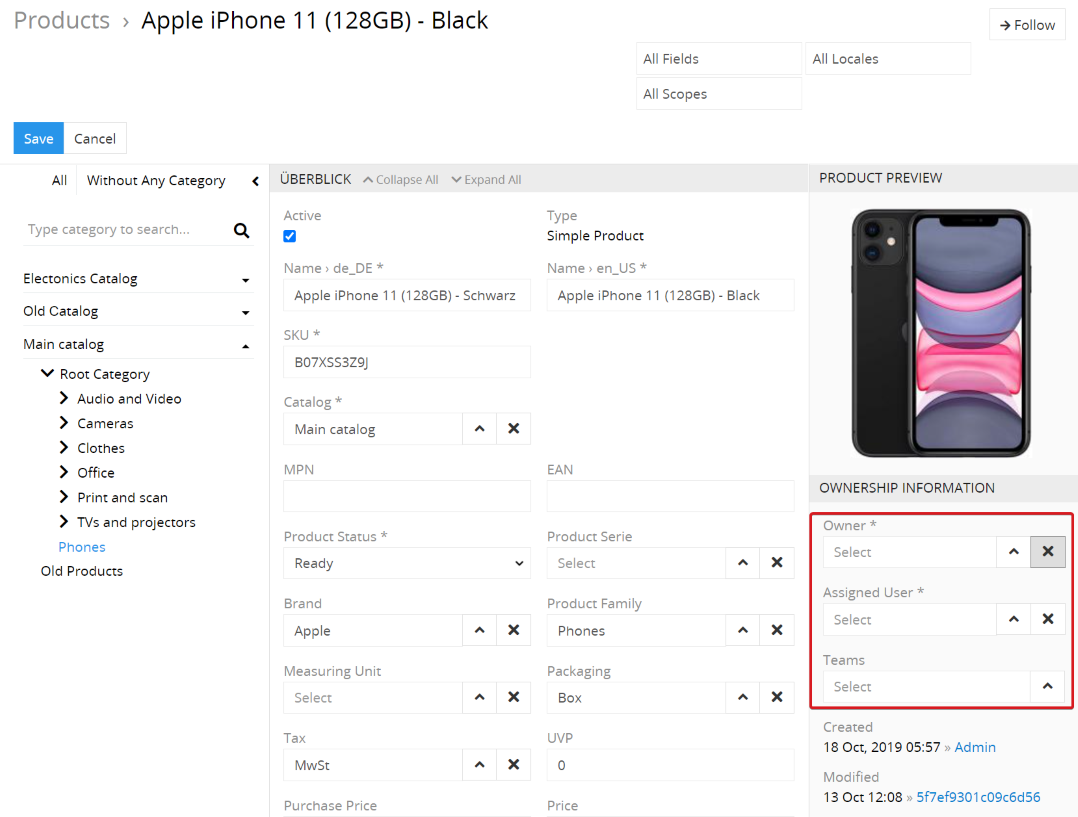 Products › Apple iPhone 11 (128GB) - Black
Follow
All Fields
All Locales
All Scopes
Save
Cancel
All
Without Any Category
Type category to search...
Electonics Catalog
Old Catalog
Main catalog
Root Category
Audio and Video
Cameras
Clothes
Office
Print and scan
TVs and projectors
Phones
Old Products
ÜBERBLICK
Collapse All
Expand All
Active
Type
Simple Product
Name › de_DE *
Name › en_US *
Apple iPhone 11 (128GB) - Schwarz
Apple iPhone 11 (128GB) - Black
SKU *
B07XSS3Z9J
Catalog *
Main catalog
MPN
EAN
Product Status *
Product Serie
Ready
Select
Brand
Product Family
Apple
Phones
Measuring Unit
Packaging
Select
Box
Tax
UVP
MwSt
0
Purchase Price
Price
PRODUCT PREVIEW
OWNERSHIP INFORMATION
Owner *
Select
Assigned User *
Select
Teams
Select
Created
18 Oct, 2019 05:57 » Admin
Modified
13 Oct 12:08 » 5f7ef9301c09c6d56